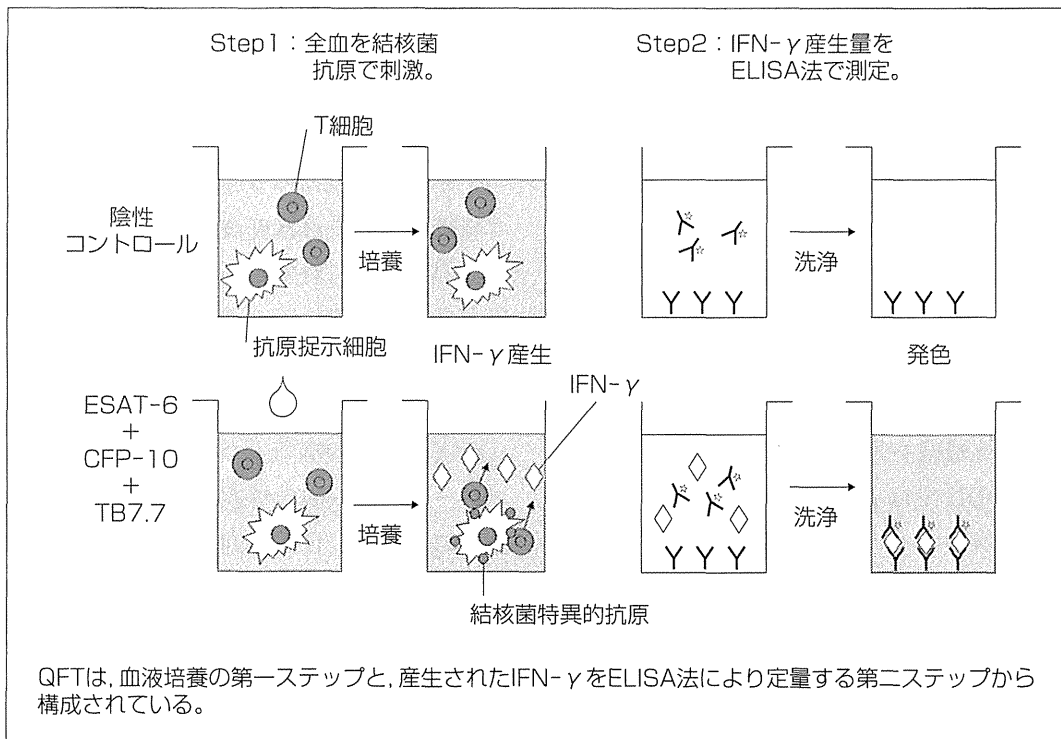 Step1：全血を結核菌
抗原で刺激。
Step2：IFN-γ産生量を
ELISA法で測定。
T細胞
陰性
コントロール
培養
洗浄
抗原捉示細胞
IFN-γ産生
発色
IFN-γ
ESAT-6
+
CFP-10
+
TB7.7
培養
洗浄
結核菌特異的抗原
QFTは，血液培養の第一ステップと，産生されたIFN-γをELISA法により定量する第二ステップから
構成されている。